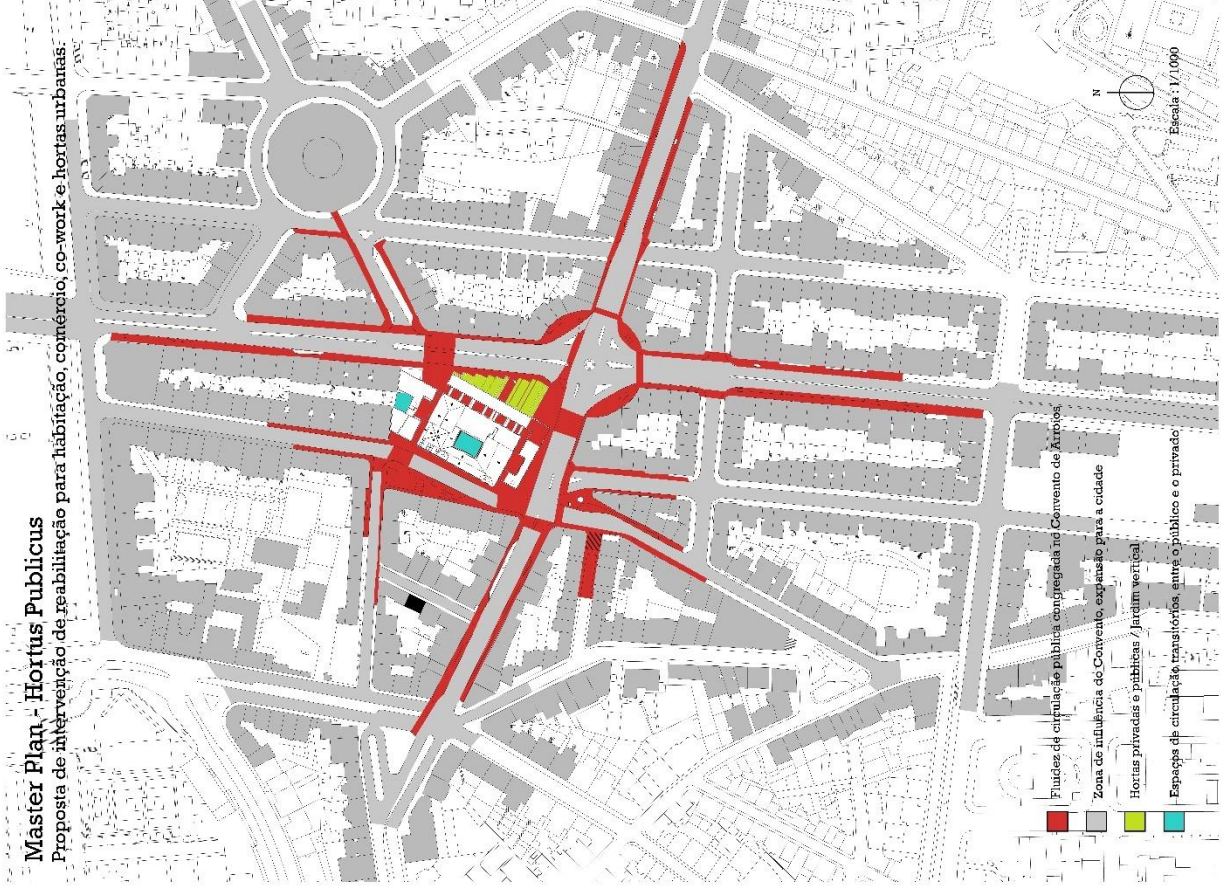 Master Plan - Hortus Publicus
Proposta de intervenção de reabilitação para habitação, comércio, co-work e hortas urbanas.
N
Escala : 1/1000
Fluidez de circulação pública congregada no Convento de Arroios
Zona de influência do Convento, expansão para a cidade
Hortas privadas e públicas / Jardim vertical
Espaços de circulação transitórios, entre o público e o privado